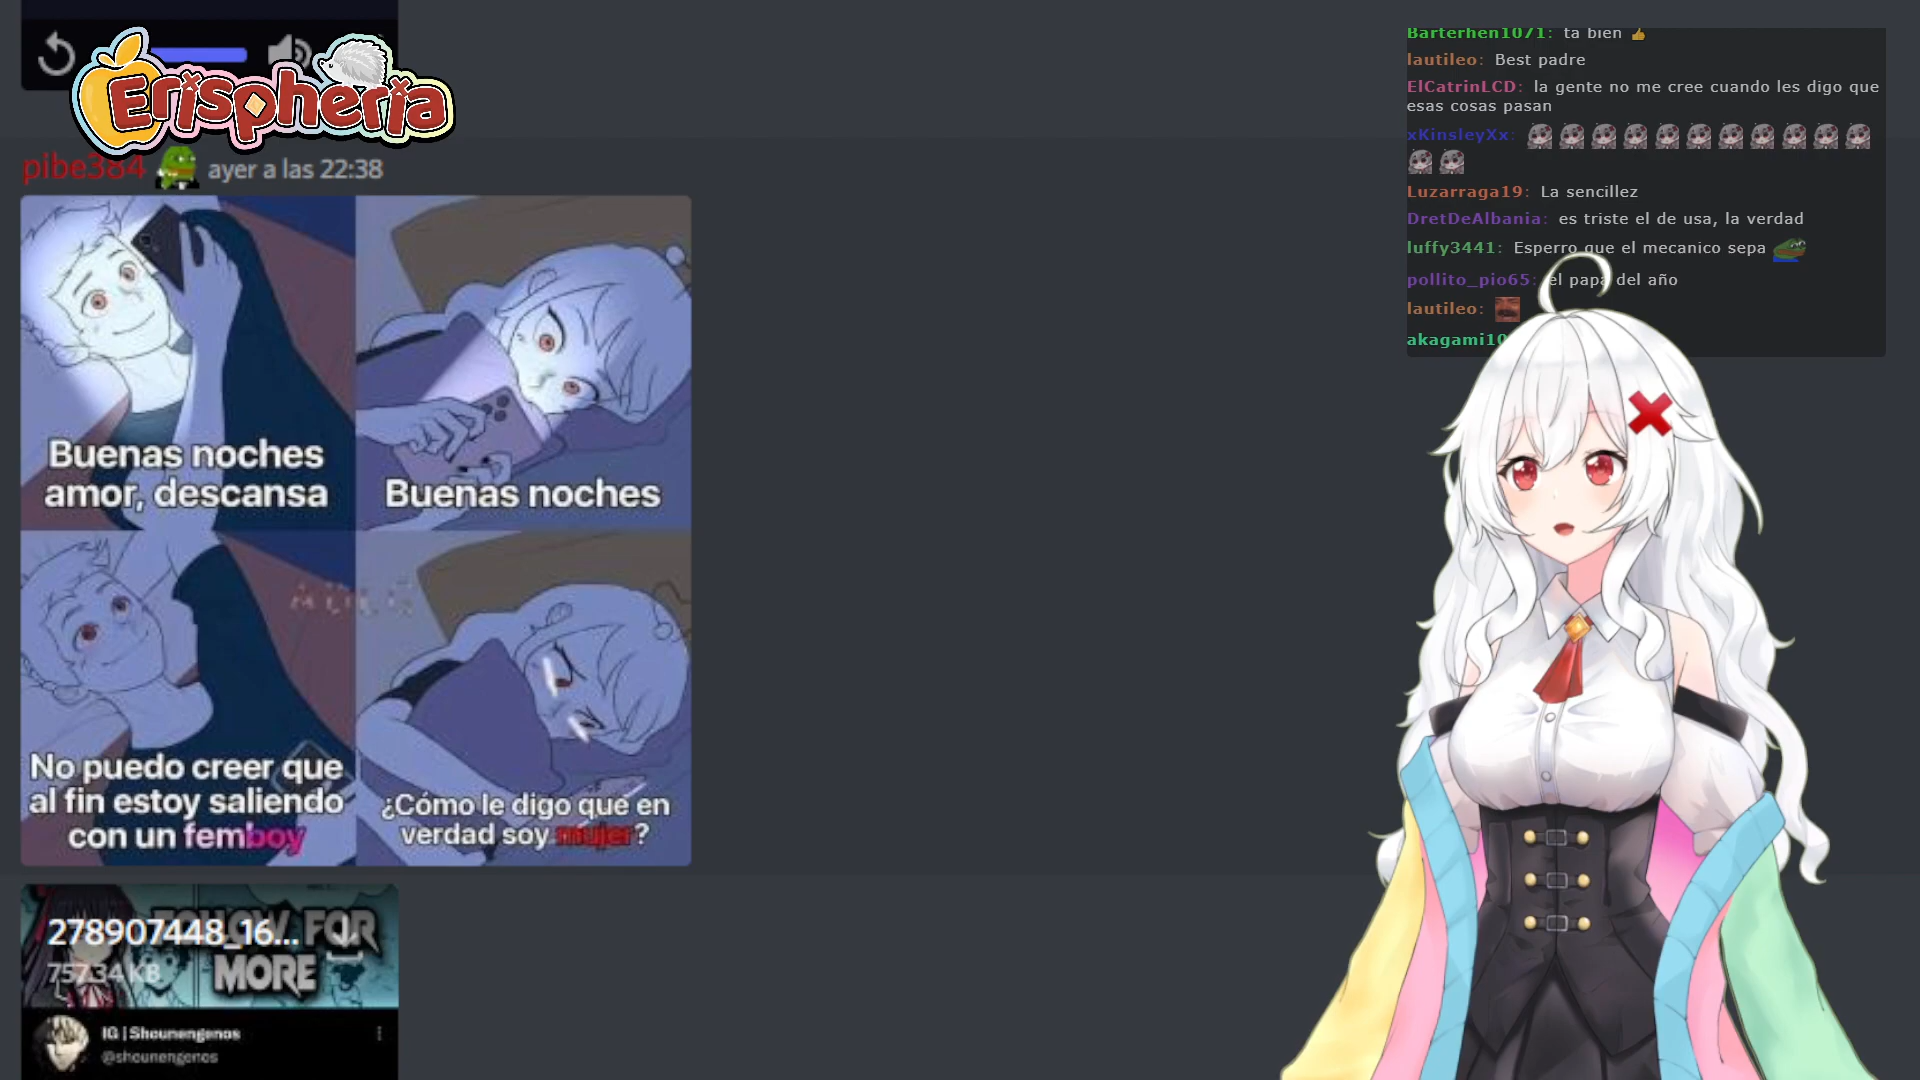 Erispheria
pibe384
ayer a las 22:38
Buenas noches
amor, descansa
Buenas noches
No puedo creer que
al fin estoy saliendo
con un femboy
¿Cómo le digo que en
verdad soy mujer?
278907448_16...
757.34 KB
FOLLOW FOR
MORE
IG | Shounengenos
@shounengenos
Barterhen1071: ta bien
lautileo: Best padre
ElCatrinLCD: la gente no me cree cuando les digo que
esas cosas pasan
xKinsleyXx:
Luzarraga19: La sencillez
DretDeAlbania: es triste el de usa, la verdad
luffy3441: Esperro que el mecanico sepa
pollito_pio65: el papa del año
lautileo: